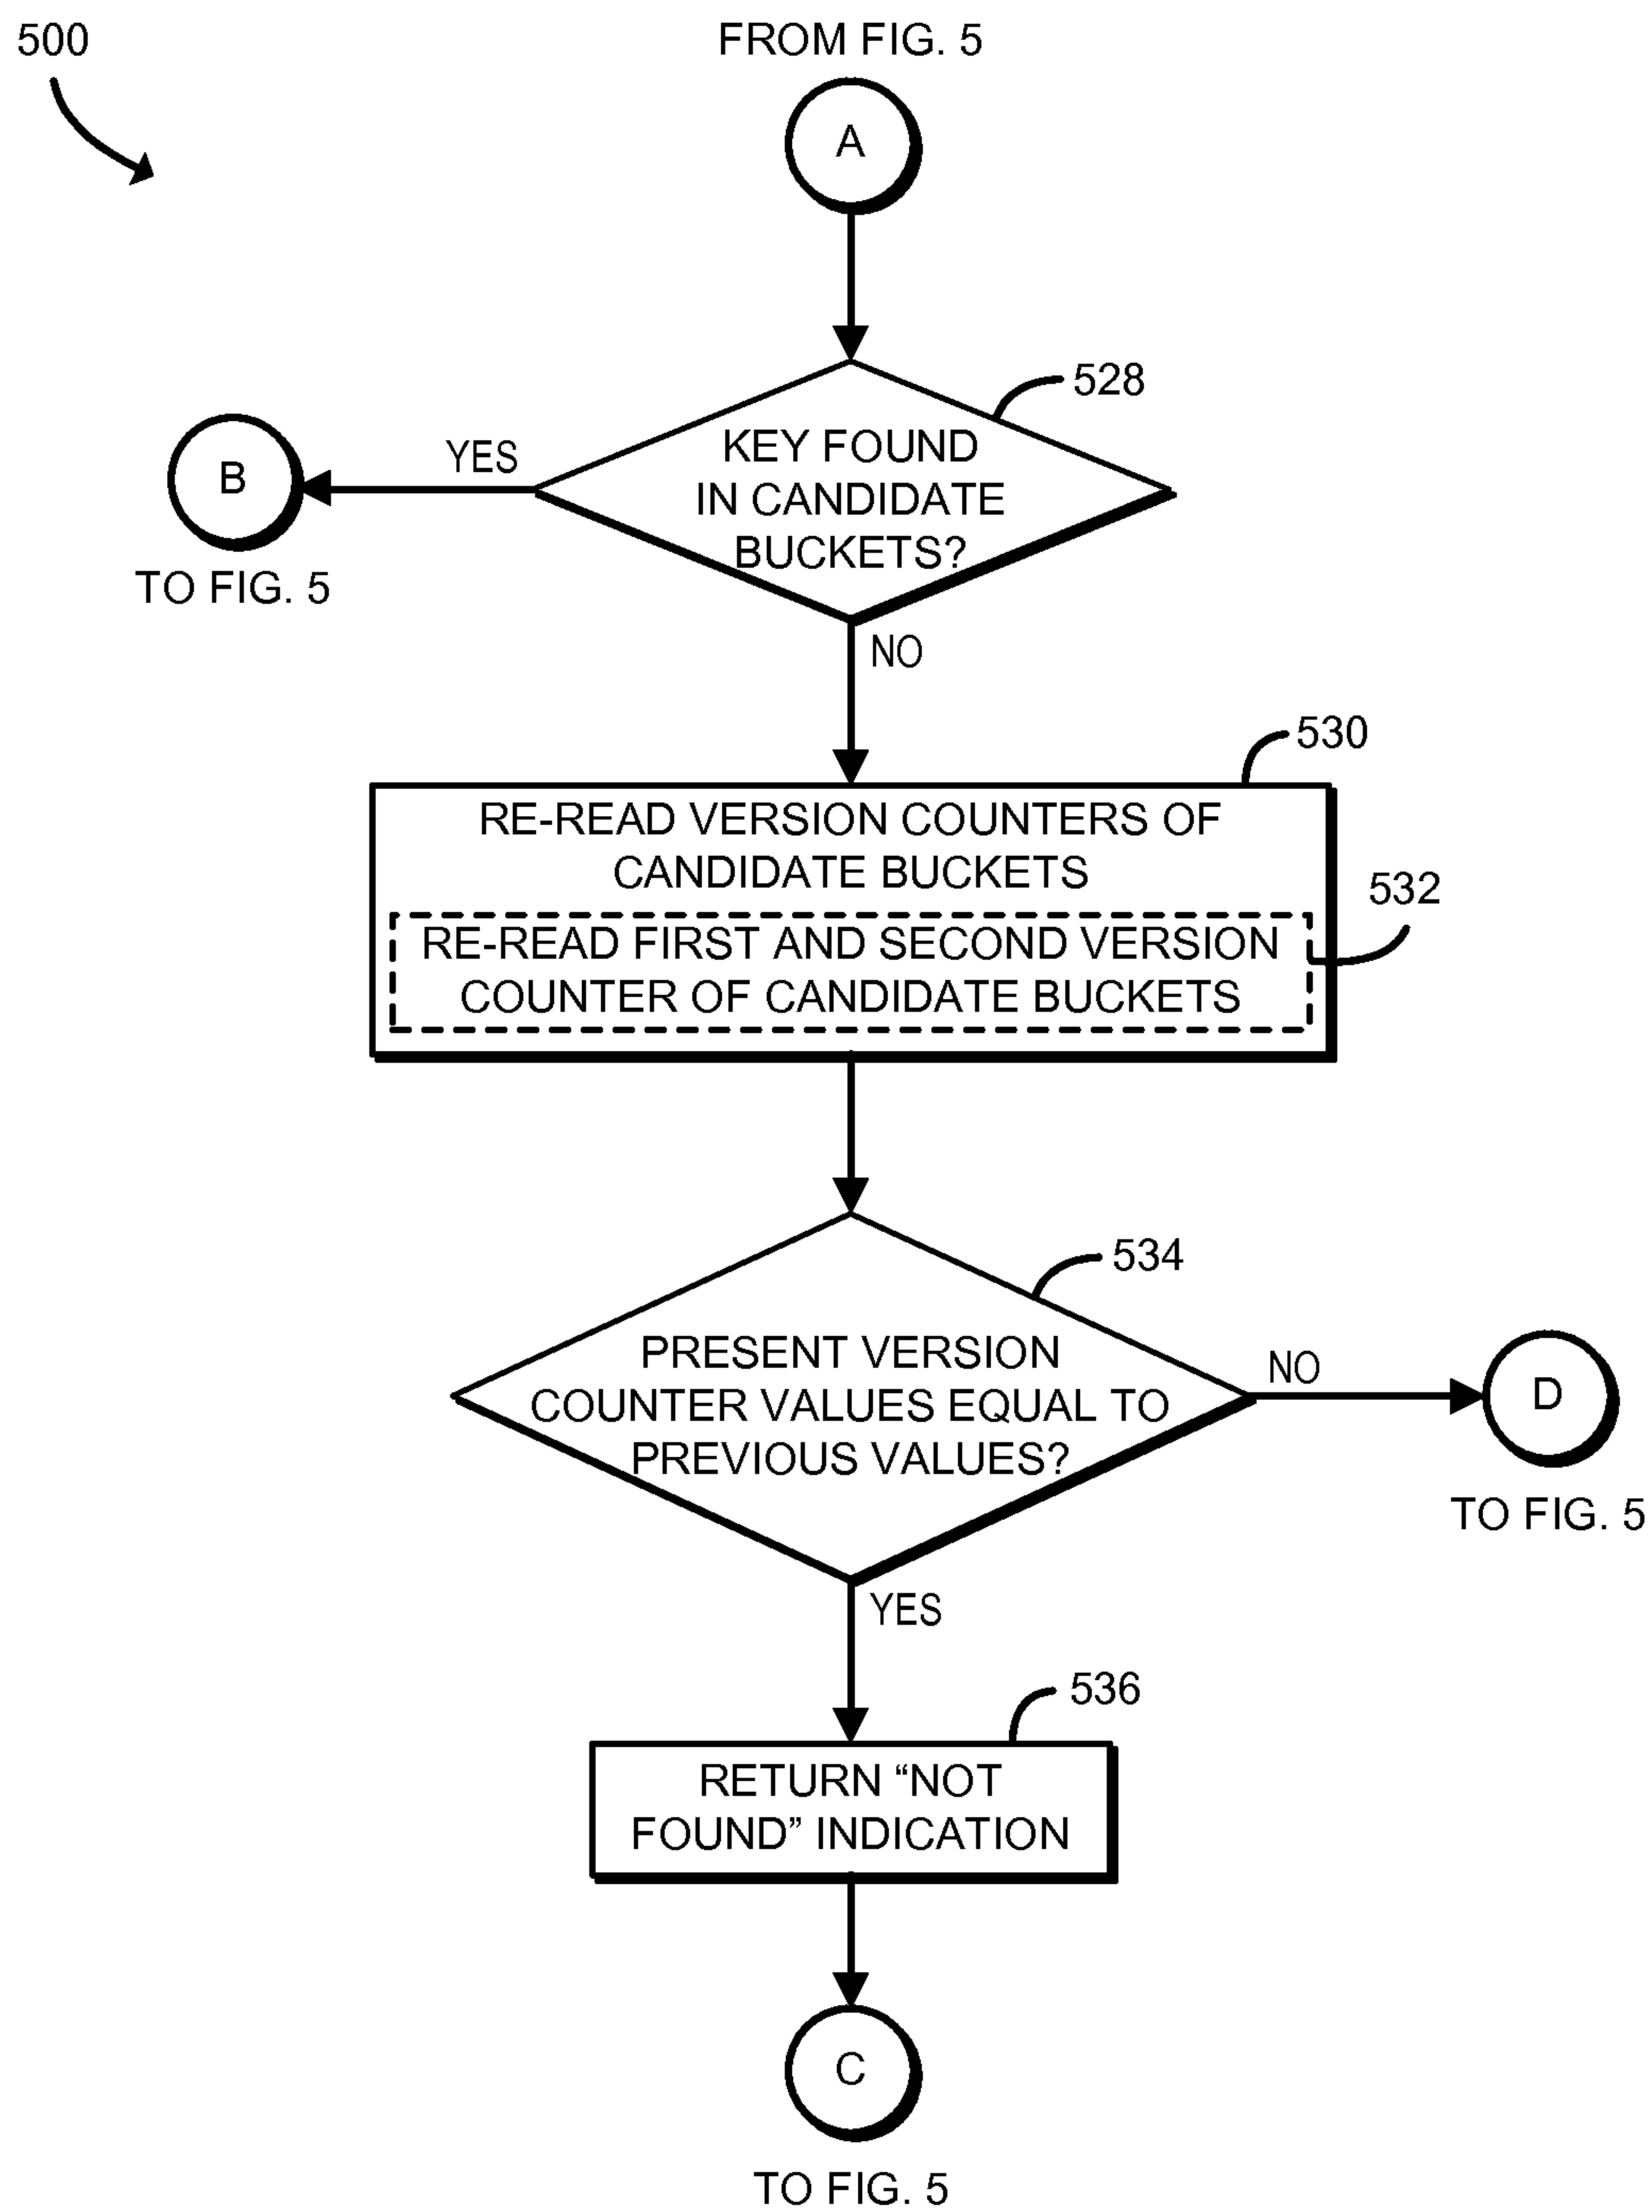 500
FROM FIG. 5
A
528
KEY FOUND
IN CANDIDATE
BUCKETS?
YES
B
TO FIG. 5
NO
530
RE-READ VERSION COUNTERS OF
CANDIDATE BUCKETS
532
RE-READ FIRST AND SECOND VERSION
COUNTER OF CANDIDATE BUCKETS
534
PRESENT VERSION
COUNTER VALUES EQUAL TO
PREVIOUS VALUES?
NO
D
TO FIG. 5
YES
536
RETURN “NOT
FOUND” INDICATION
C
TO FIG. 5